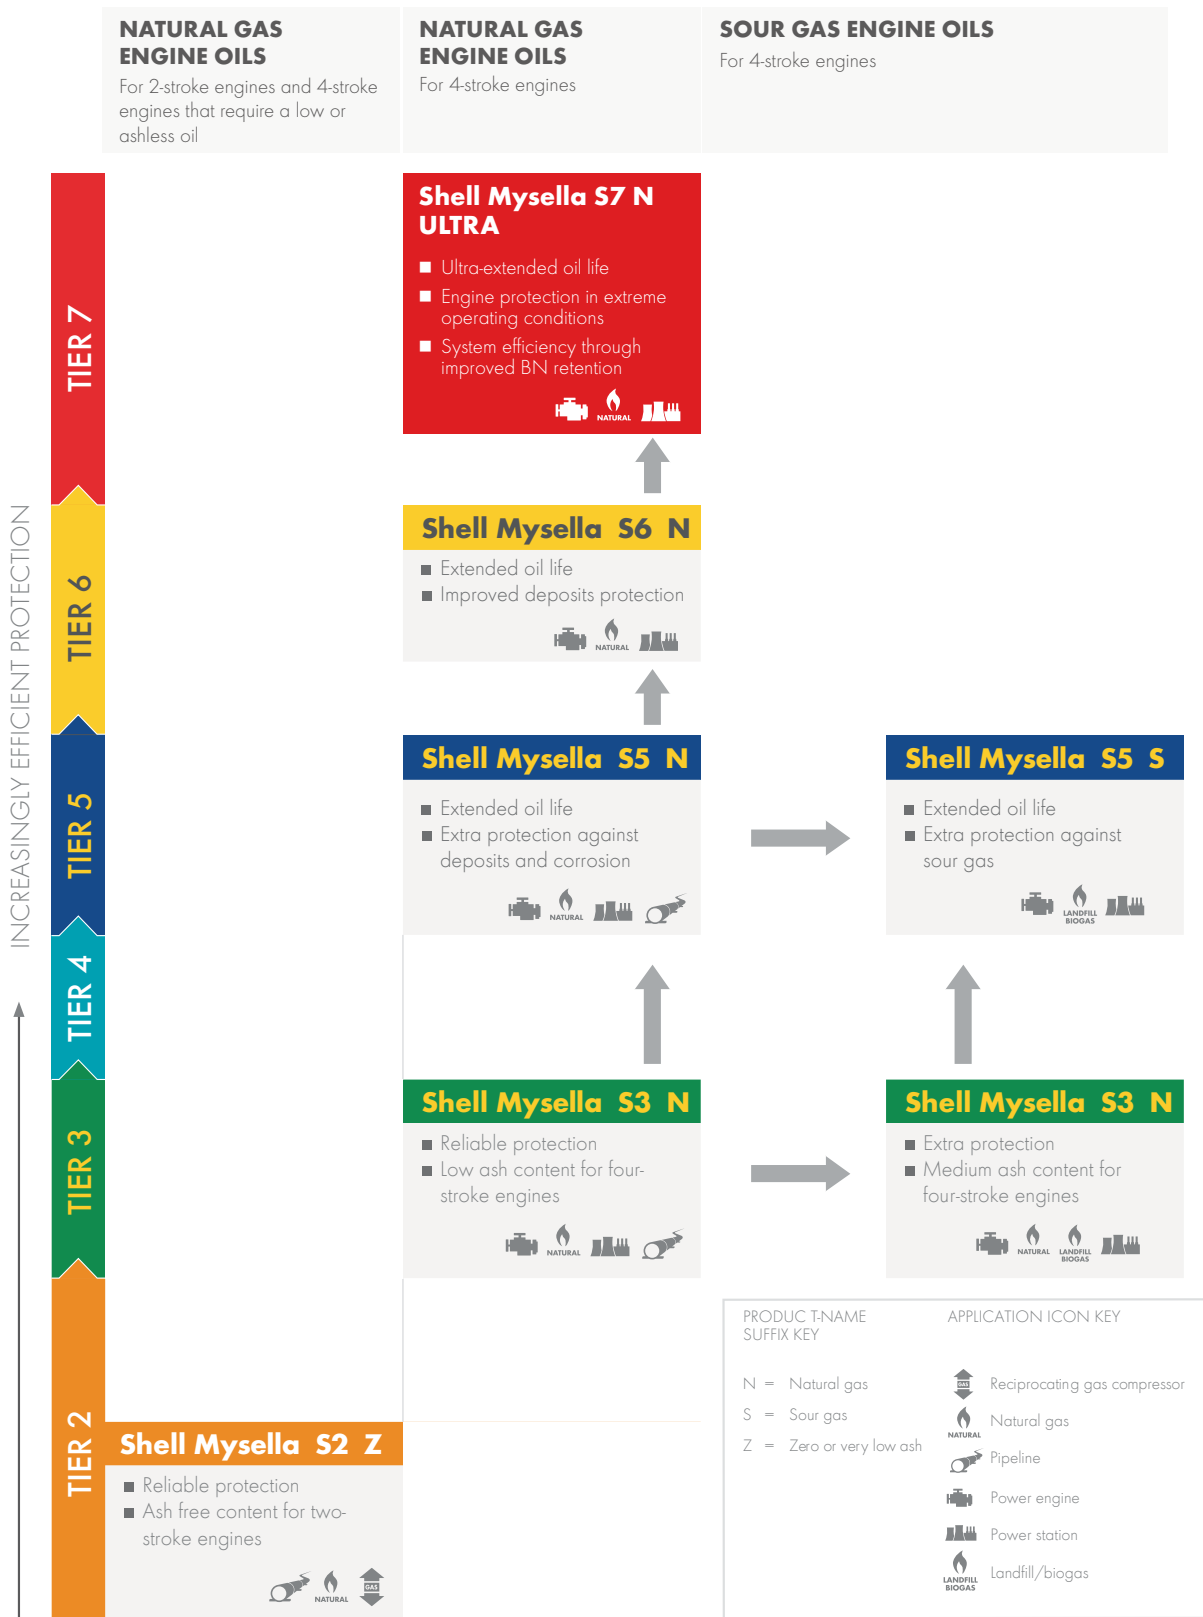 NATURAL GAS
ENGINE OILS
For 2-stroke engines and 4-stroke
engines that require a low or
ashless oil
NATURAL GAS
ENGINE OILS
For 4-stroke engines
SOUR GAS ENGINE OILS
For 4-stroke engines
INCREASINGLY EFFICIENT PROTECTION
TIER 7
Shell Mysella S7 N
ULTRA
Ultra-extended oil life
Engine protection in extreme
operating conditions
System efficiency through
improved BN retention
NATURAL
TIER 6
Shell Mysella S6 N
Extended oil life
Improved deposits protection
NATURAL
TIER 5
Shell Mysella S5 N
Extended oil life
Extra protection against
deposits and corrosion
NATURAL
Shell Mysella S5 S
Extended oil life
Extra protection against
sour gas
LANDFILL
BIOGAS
TIER 4
TIER 3
Shell Mysella S3 N
Reliable protection
Low ash content for four-
stroke engines
NATURAL
Shell Mysella S3 N
Extra protection
Medium ash content for
four-stroke engines
NATURAL
LANDFILL
BIOGAS
TIER 2
Shell Mysella S2 Z
Reliable protection
Ash free content for two-
stroke engines
NATURAL
GAS
PRODUC T-NAME
SUFFIX KEY
N = Natural gas
S = Sour gas
Z = Zero or very low ash
APPLICATION ICON KEY
GAS
Reciprocating gas compressor
NATURAL
Natural gas
Pipeline
Power engine
Power station
LANDFILL
BIOGAS
Landfill/biogas